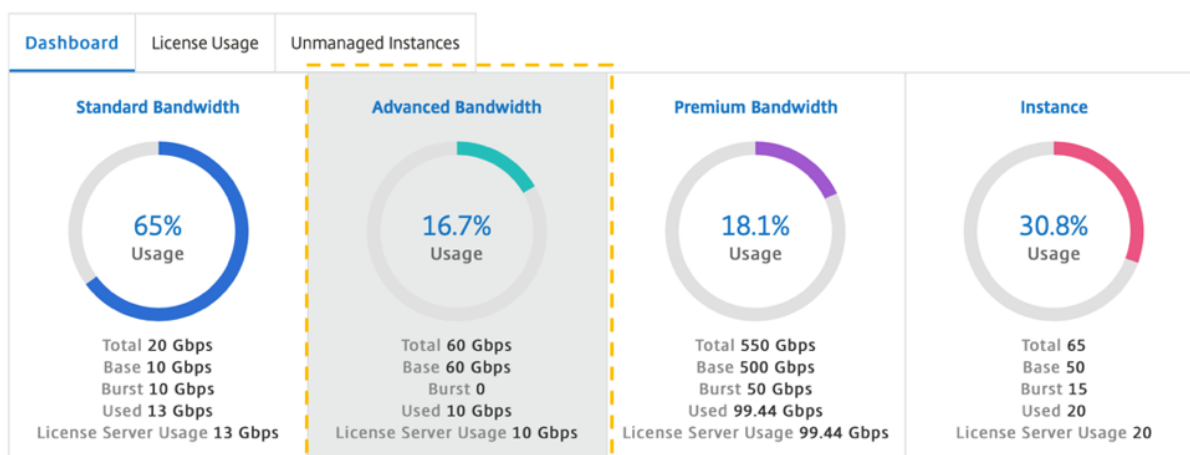 Dashboard
License Usage
Unmanaged Instances
Standard Bandwidth
65%
Usage
Total 20 Gbps
Base 10 Gbps
Burst 10 Gbps
Used 13 Gbps
License Server Usage 13 Gbps
Advanced Bandwidth
16.7%
Usage
Total 60 Gbps
Base 60 Gbps
Burst 0
Used 10 Gbps
License Server Usage 10 Gbps
Premium Bandwidth
18.1%
Usage
Total 550 Gbps
Base 500 Gbps
Burst 50 Gbps
Used 99.44 Gbps
License Server Usage 99.44 Gbps
Instance
30.8%
Usage
Total 65
Base 50
Burst 15
Used 20
License Server Usage 20